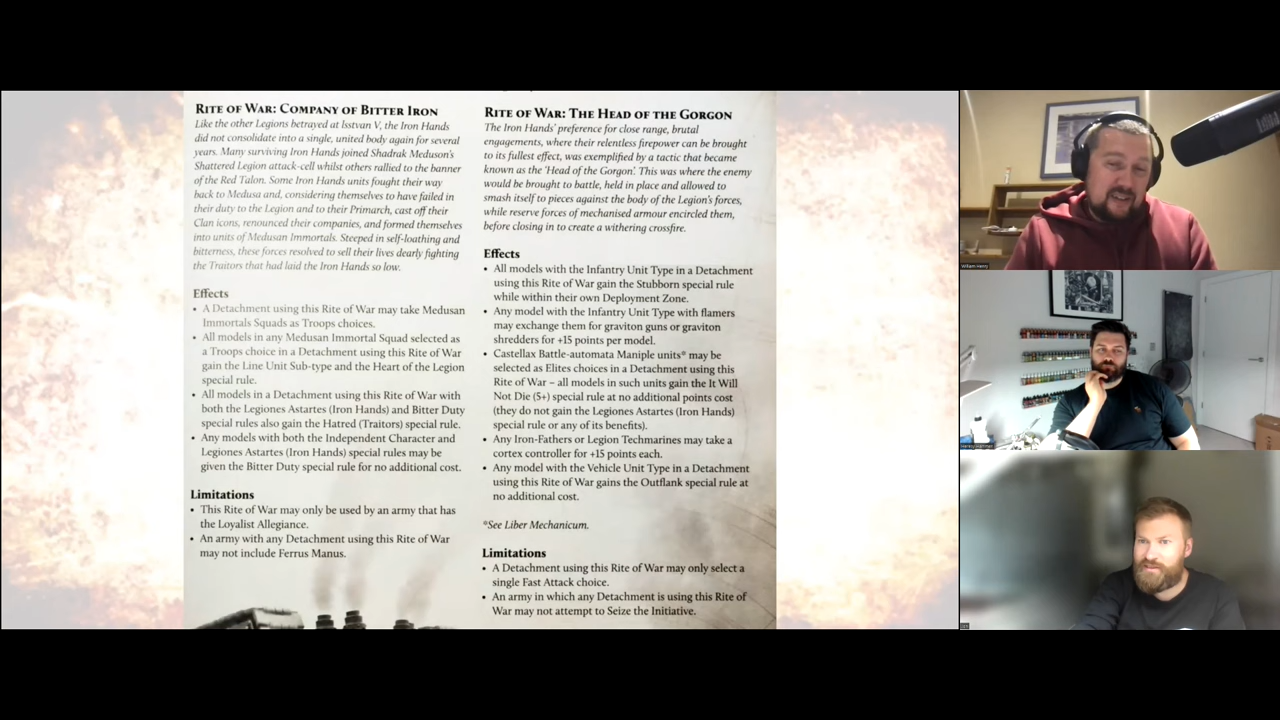 RITE OF WAR: COMPANY OF BITTER IRON
Like the other Legions betrayed at Isstvan V, the Iron Hands
did not consolidate into a single, united body again for several
years. Many surviving Iron Hands joined Shadrak Meduson's
Shattered Legion attack-cell whilst others rallied to the banner
of the Red Talon. Some Iron Hands units fought their way
back to Medusa and, considering themselves to have failed in
their duty to the Legion and to their Primarch, cast off their
Clan icons, renounced their companies, and formed themselves
into units of Medusan Immortals. Steeped in self-loathing and
bitterness, these forces resolved to sell their lives dearly fighting
the Traitors that had laid the Iron Hands so low.
Effects
• A Detachment using this Rite of War may take Medusan
Immortals Squads as Troops choices.
• All models in any Medusan Immortal Squad selected as
a Troops choice in a Detachment using this Rite of War
gain the Line Unit Sub-type and the Heart of the Legion
special rule.
• All models in a Detachment using this Rite of War with
both the Legiones Astartes (Iron Hands) and Bitter Duty
special rules also gain the Hatred (Traitors) special rule.
• Any models with both the Independent Character and
Legiones Astartes (Iron Hands) special rules may be
given the Bitter Duty special rule for no additional cost.
Limitations
• This Rite of War may only be used by an army that has
the Loyalist Allegiance.
• An army with any Detachment using this Rite of War
may not include Ferrus Manus.
RITE OF WAR: THE HEAD OF THE GORGON
The Iron Hands' preference for close range, brutal
engagements, where their relentless firepower can be brought
to its fullest effect, was exemplified by a tactic that became
known as the 'Head of the Gorgon'. This was where the enemy
would be brought to battle, held in place and allowed to
smash itself to pieces against the body of the Legion's forces,
while reserve forces of mechanised armour encircled them,
before closing in to create a withering crossfire.
Effects
• All models with the Infantry Unit Type in a Detachment
using this Rite of War gain the Stubborn special rule
while within their own Deployment Zone.
• Any model with the Infantry Unit Type with flamers
may exchange them for graviton guns or graviton
shredders for +15 points per model.
• Castellax Battle-automata Maniple units* may be
selected as Elites choices in a Detachment using this
Rite of War – all models in such units gain the It Will
Not Die (5+) special rule at no additional points cost
(they do not gain the Legiones Astartes (Iron Hands)
special rule or any of its benefits).
• Any Iron-Fathers or Legion Techmarines may take a
cortex controller for +15 points each.
• Any model with the Vehicle Unit Type in a Detachment
using this Rite of War gains the Outflank special rule at
no additional cost.
*See Liber Mechanicum.
Limitations
• A Detachment using this Rite of War may only select a
single Fast Attack choice.
• An army in which any Detachment is using this Rite of
War may not attempt to Seize the Initiative.
William Henry